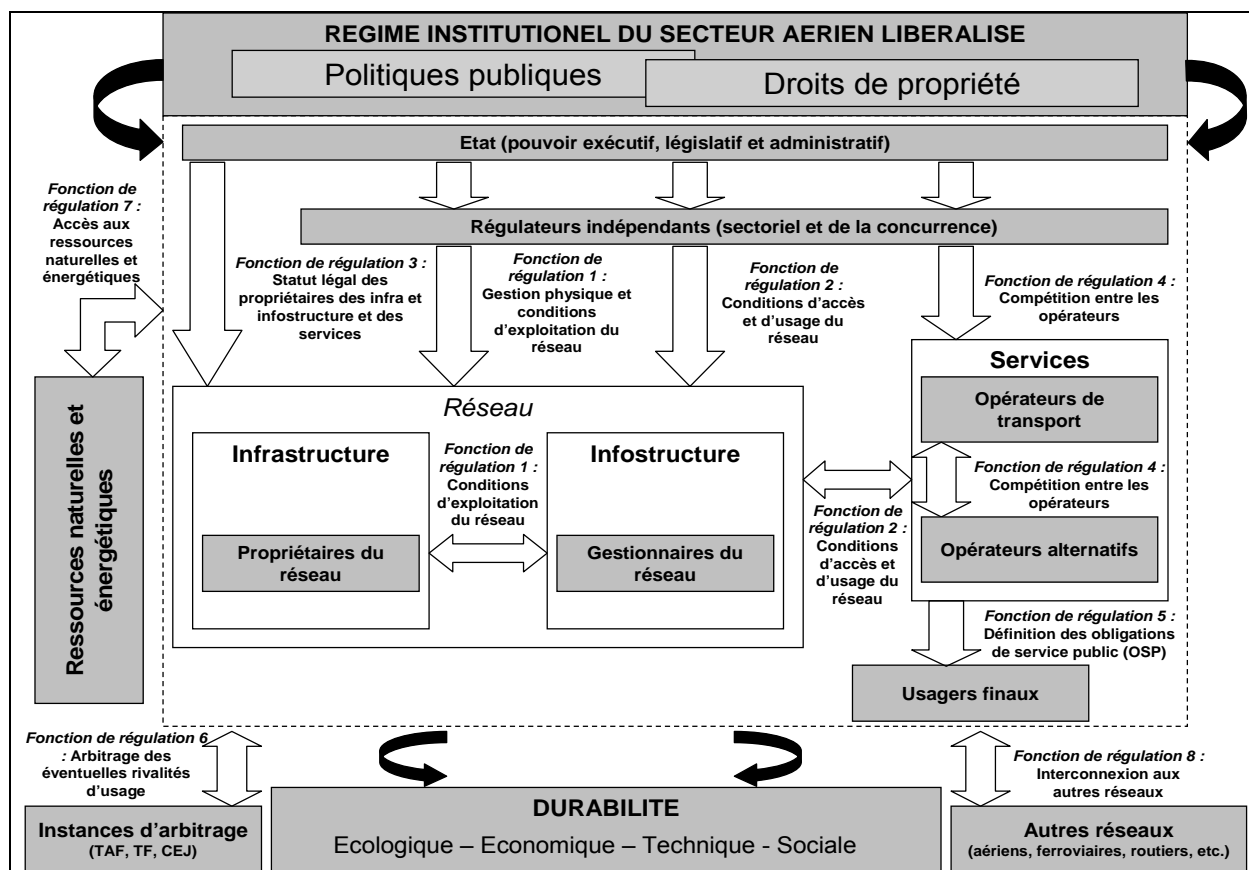 REGIME INSTITUTIONEL DU SECTEUR AERIEN LIBERALISE
Politiques publiques
Droits de propriété
Etat (pouvoir exécutif, législatif et administratif)
Régulateurs indépendants (sectoriel et de la concurrence)
Fonction de
régulation 7 :
Accès aux
ressources
naturelles et
énergétiques
Fonction de régulation 3 :
Statut légal des
propriétaires des infra et
infostructure et des
services
Fonction de
régulation 1 :
Gestion physique et
conditions
d'exploitation du
réseau
Fonction de
régulation 2 :
Conditions d'accès
et d'usage du
réseau
Fonction de régulation 4 :
Compétition entre les
opérateurs
Ressources naturelles et
énergétiques
Réseau
Infrastructure
Propriétaires du
réseau
Fonction de
régulation 1 :
Conditions
d'exploitation
du réseau
Infostructure
Gestionnaires du
réseau
Fonction de
régulation 2 :
Conditions
d'accès et
d'usage du
réseau
Services
Opérateurs de
transport
Fonction de régulation 4 :
Compétition entre les
opérateurs
Opérateurs alternatifs
Fonction de régulation 5 :
Définition des obligations
de service public (OSP)
Usagers finaux
Fonction de régulation 6
: Arbitrage des
éventuelles rivalités
d'usage
Fonction de régulation 8 :
Interconnexion aux
autres réseaux
Instances d'arbitrage
(TAF, TF, CEJ)
DURABILITE
Ecologique – Economique – Technique - Sociale
Autres réseaux
(aériens, ferroviaires, routiers, etc.)